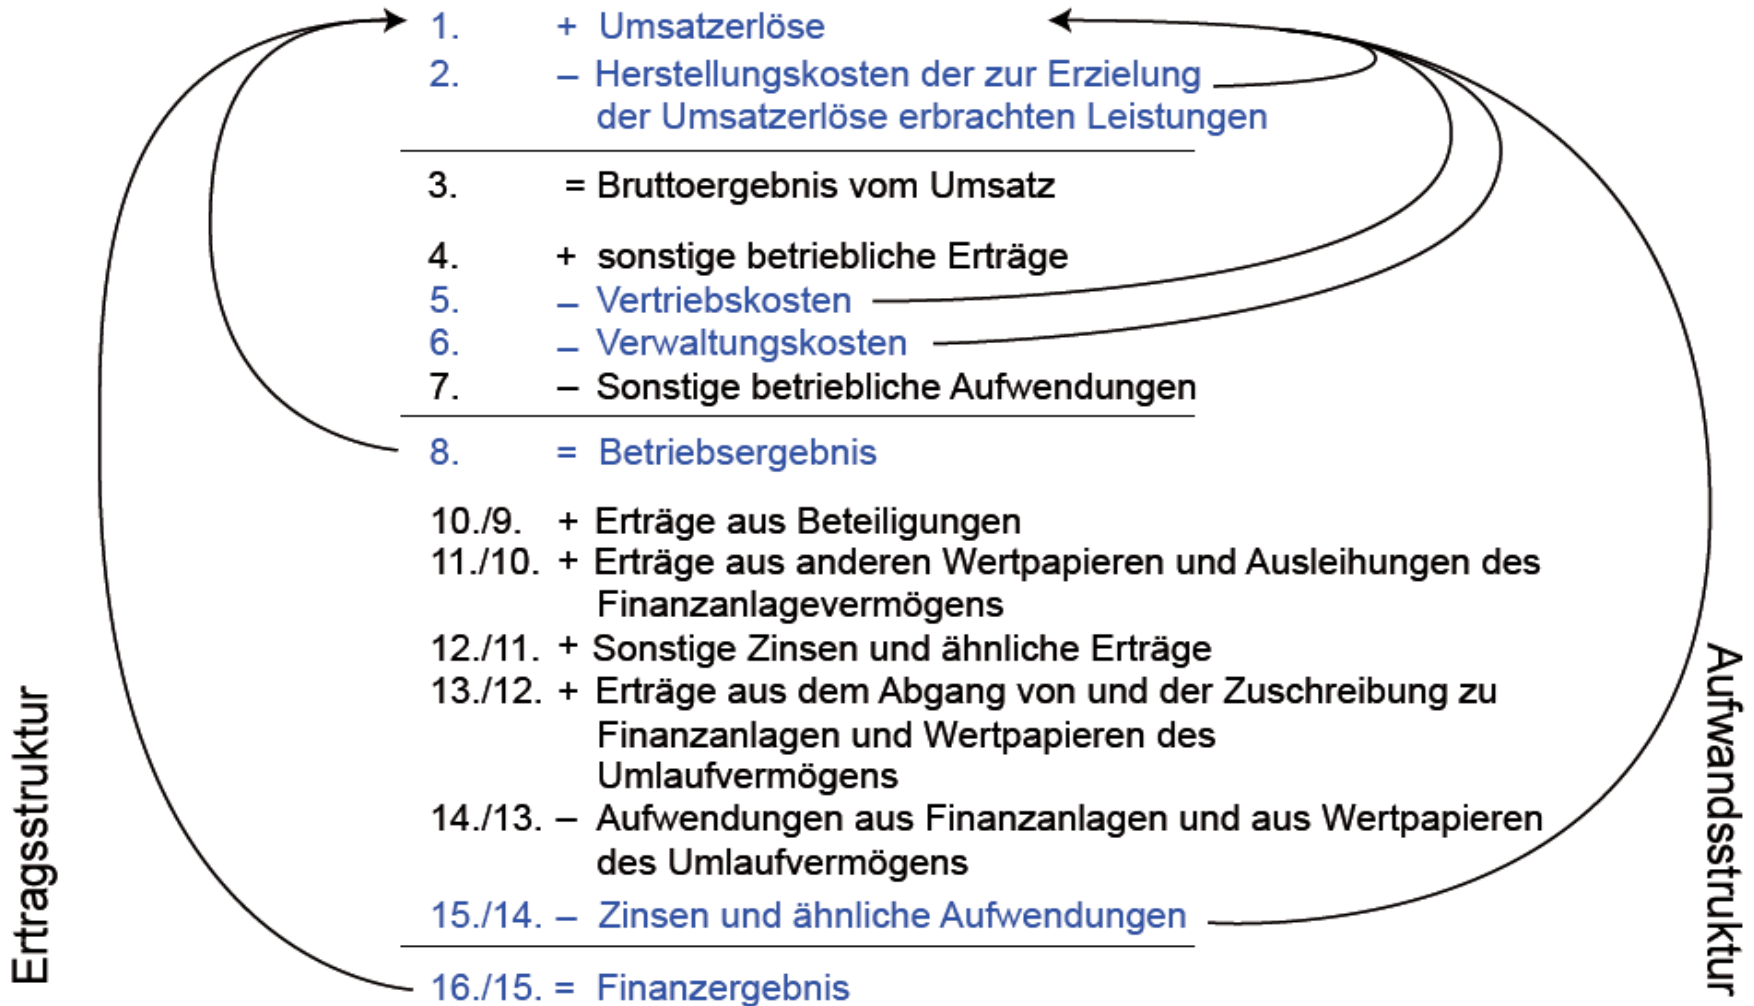 1. + Umsatzerlöse
2. – Herstellungskosten der zur Erzielung
der Umsatzerlöse erbrachten Leistungen
3. = Bruttoergebnis vom Umsatz
4. + sonstige betriebliche Erträge
5. – Vertriebskosten
6. – Verwaltungskosten
7. – Sonstige betriebliche Aufwendungen
8. = Betriebsergebnis
10./9. + Erträge aus Beteiligungen
11./10. + Erträge aus anderen Wertpapieren und Ausleihungen des
Finanzanlagevermögens
12./11. + Sonstige Zinsen und ähnliche Erträge
13./12. + Erträge aus dem Abgang von und der Zuschreibung zu
Finanzanlagen und Wertpapieren des
Umlaufvermögens
14./13. – Aufwendungen aus Finanzanlagen und aus Wertpapieren
des Umlaufvermögens
15./14. – Zinsen und ähnliche Aufwendungen
16./15. = Finanzergebnis
Ertragsstruktur
Aufwandsstruktur